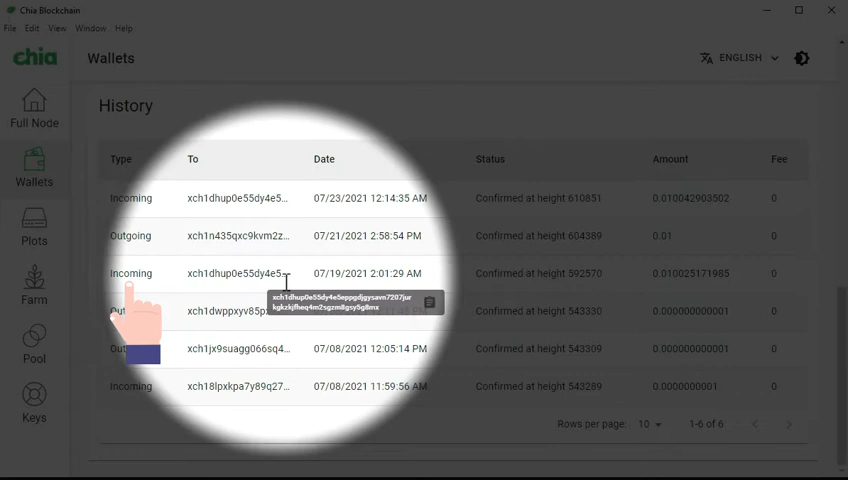 Chia Blockchain
File Edit View Window Help
chia
Wallets
ENGLISH
Full Node
Wallets
Plots
Farm
Pool
Keys
History
Type To Date Status Amount Fee
Incoming xch1dhup0e55dy4e5... 07/23/2021 12:14:35 AM Confirmed at height 610851 0.010042903502 0
Outgoing xch1n435qxc9kvm2z... 07/21/2021 2:58:54 PM Confirmed at height 604389 0.01 0
Incoming xch1dhup0e55dy4e5... 07/19/2021 2:01:29 AM Confirmed at height 592570 0.010025171985 0
xch1dhup0e55dy4e5eppgdjgysavn7207jur
kgkzkjfheq4m2sgzm8gsy5g8mx
xch1dwppxyv85p Confirmed at height 543330 0.000000000001 0
xch1jx9suagg066sq4... 07/08/2021 12:05:14 PM Confirmed at height 543309 0.000000000001 0
Incoming xch18lpxkpa7y89q27... 07/08/2021 11:59:56 AM Confirmed at height 543289 0.0000000001 0
Rows per page: 10 1-6 of 6